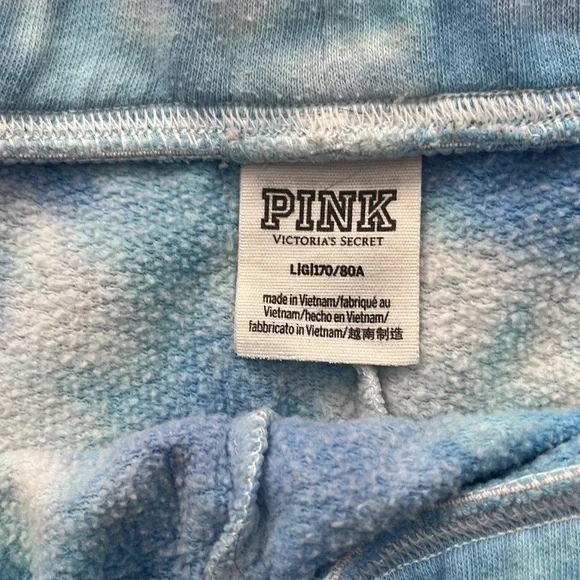 PINK
VICTORIA'S SECRET
L|G|170/80A
made in Vietnam/fabriqué au
Vietnam/hecho en Vietnam/
fabbricato in Vietnam/越南制造